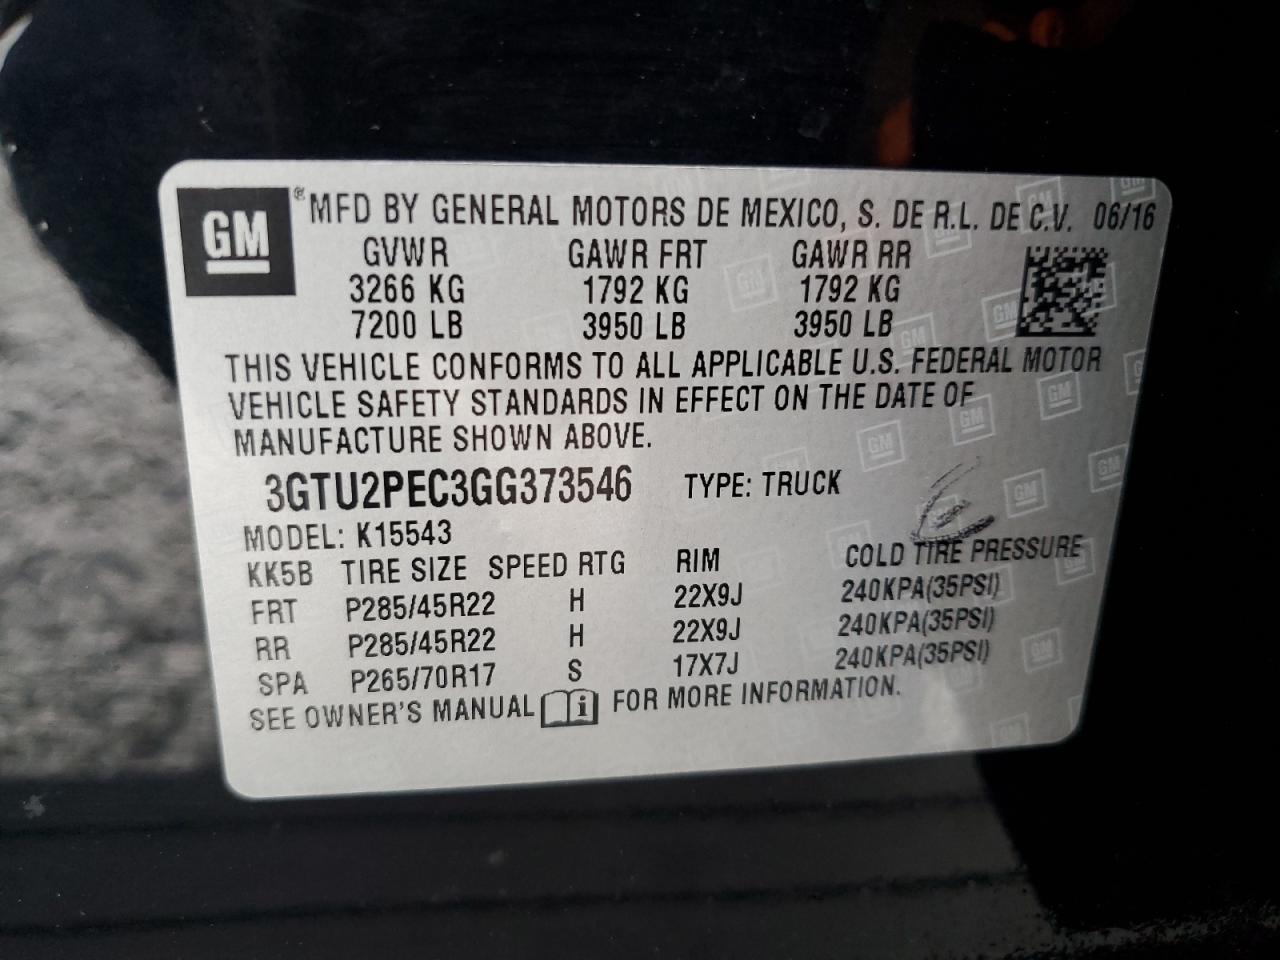 GM
® MFD BY GENERAL MOTORS DE MEXICO, S. DE R.L. DE C.V. 06/16
GVWR GAWR FRT GAWR RR
3266 KG 1792 KG 1792 KG
7200 LB 3950 LB 3950 LB
THIS VEHICLE CONFORMS TO ALL APPLICABLE U.S. FEDERAL MOTOR
VEHICLE SAFETY STANDARDS IN EFFECT ON THE DATE OF
MANUFACTURE SHOWN ABOVE.
3GTU2PEC3GG373546 TYPE: TRUCK
MODEL: K15543
KK5B TIRE SIZE SPEED RTG RIM COLD TIRE PRESSURE
FRT P285/45R22 H 22X9J 240KPA(35PSI)
RR P285/45R22 H 22X9J 240KPA(35PSI)
SPA P265/70R17 S 17X7J 240KPA(35PSI)
SEE OWNER'S MANUAL i FOR MORE INFORMATION.